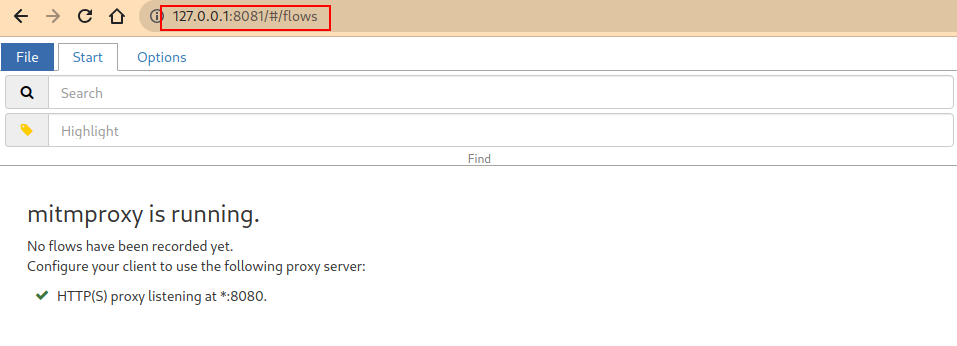 127.0.0.1:8081/#/flows
File Start Options
Search
Highlight
Find
mitmproxy is running.
No flows have been recorded yet.
Configure your client to use the following proxy server:
HTTP(S) proxy listening at *:8080.